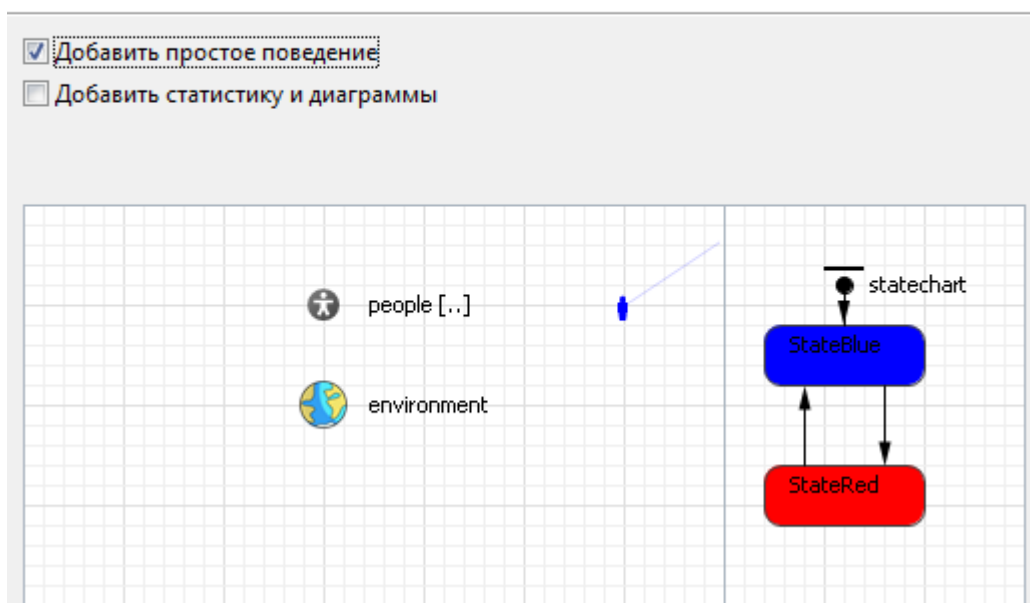 Добавить простое поведение
Добавить статистику и диаграммы
people [..]
environment
statechart
StateBlue
StateRed